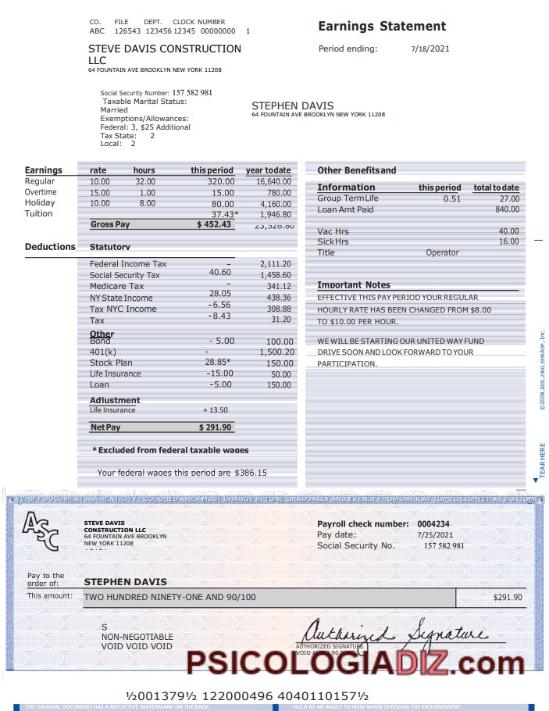 CO. FILE DEPT. CLOCK NUMBER
ABC 126543 123456 12345 00000000 1
Earnings Statement
Period ending: 7/18/2021
STEVE DAVIS CONSTRUCTION
LLC
64 FOUNTAIN AVE BROOKLYN NEW YORK 11208
Social Security Number: 157 582 981
Taxable Marital Status:
Married
Exemptions/Allowances:
Federal: 3, $25 Additional
Tax State: 2
Local: 2
STEPHEN DAVIS
64 FOUNTAIN AVE BROOKLYN NEW YORK 11208
Earnings rate hours this period year to date
Regular 10.00 32.00 320.00 16,640.00
Overtime 15.00 1.00 15.00 780.00
Holiday 10.00 8.00 80.00 4,160.00
Tuition 37.43* 1,946.80
Gross Pay $ 452.43 23,526.80
Deductions Statutory
Federal Income Tax – 2,111.20
Social Security Tax 40.60 1,458.60
Medicare Tax – 341.12
NY State Income 28.05 438.36
Tax NYC Income -6.56 308.88
Tax -8.43 31.20
Other
Bond - 5.00 100.00
401(k) - 1,500.20
Stock Plan 28.85* 150.00
Life Insurance -15.00 50.00
Loan -5.00 150.00
Adjustment
Life Insurance + 13.50
Net Pay $ 291.90
* Excluded from federal taxable wages
Your federal waqes this period are $386.15
Other Benefits and
Information this period total to date
Group Term Life 0.51 27.00
Loan Amt Paid 840.00
Vac Hrs 40.00
Sick Hrs 16.00
Title Operator
Important Notes
EFFECTIVE THIS PAY PERIOD YOUR REGULAR
HOURLY RATE HAS BEEN CHANGED FROM $8.00
TO $10.00 PER HOUR.
WE WILL BE STARTING OUR UNITED WAY FUND
DRIVE SOON AND LOOK FORWARD TO YOUR
PARTICIPATION.
TEAR HERE
ASC
STEVE DAVIS
CONSTRUCTION LLC
64 FOUNTAIN AVE BROOKLYN
NEW YORK 11208
Payroll check number: 0004234
Pay date: 7/25/2021
Social Security No. 157 582 981
Pay to the
order of: STEPHEN DAVIS
This amount: TWO HUNDRED NINETY-ONE AND 90/100 $291.90
S
NON-NEGOTIABLE
VOID VOID VOID
Authorized Signature
AUTHORIZED SIGNATURE
PSICOLOGIADIZ.com
½001379½ 122000496 4040110157½
THE ORIGINAL DOCUMENT HAS A REFLECTIVE WATERMARK ON THE BACK
HOLD AT AN ANGLE TO VIEW WHEN CHECKING THE ENDORSEMENT.